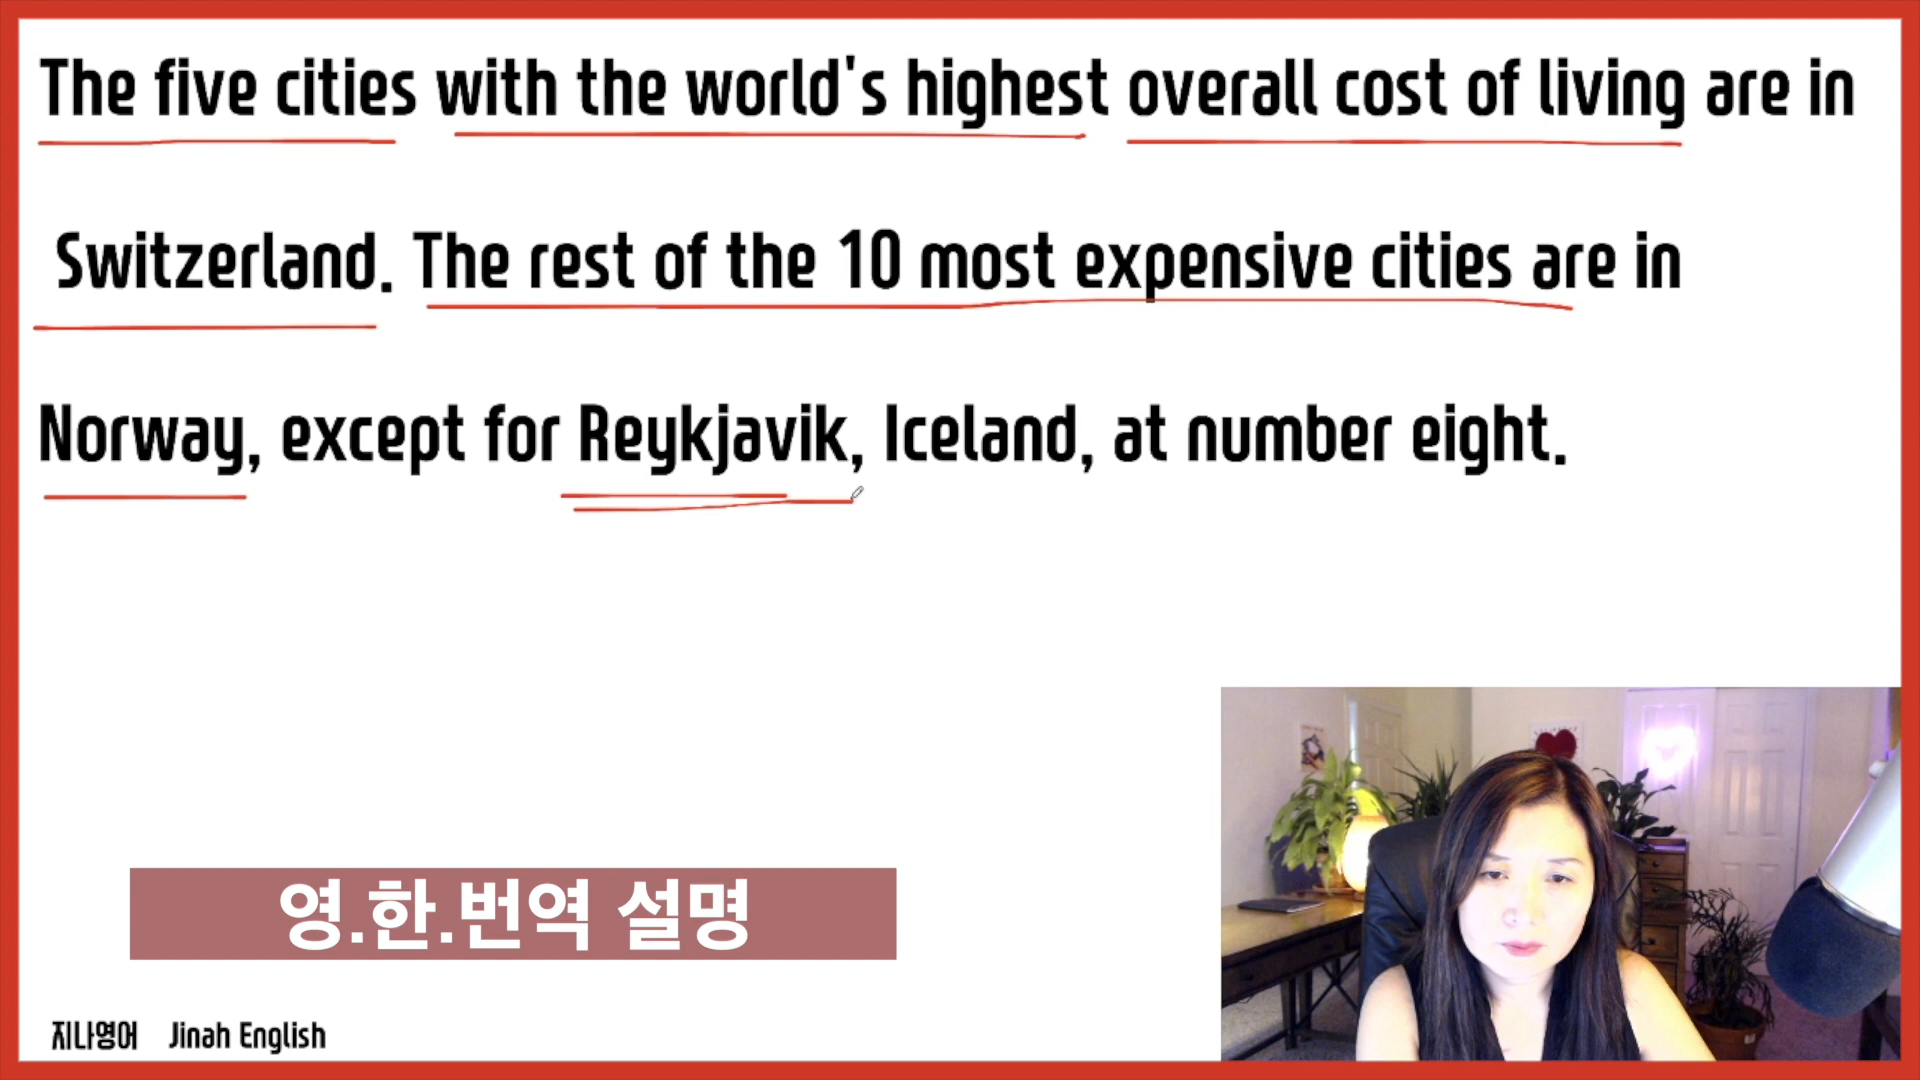 The five cities with the world's highest overall cost of living are in
Switzerland. The rest of the 10 most expensive cities are in
Norway, except for Reykjavik, Iceland, at number eight.
영.한.번역 설명
지나영어 Jinah English